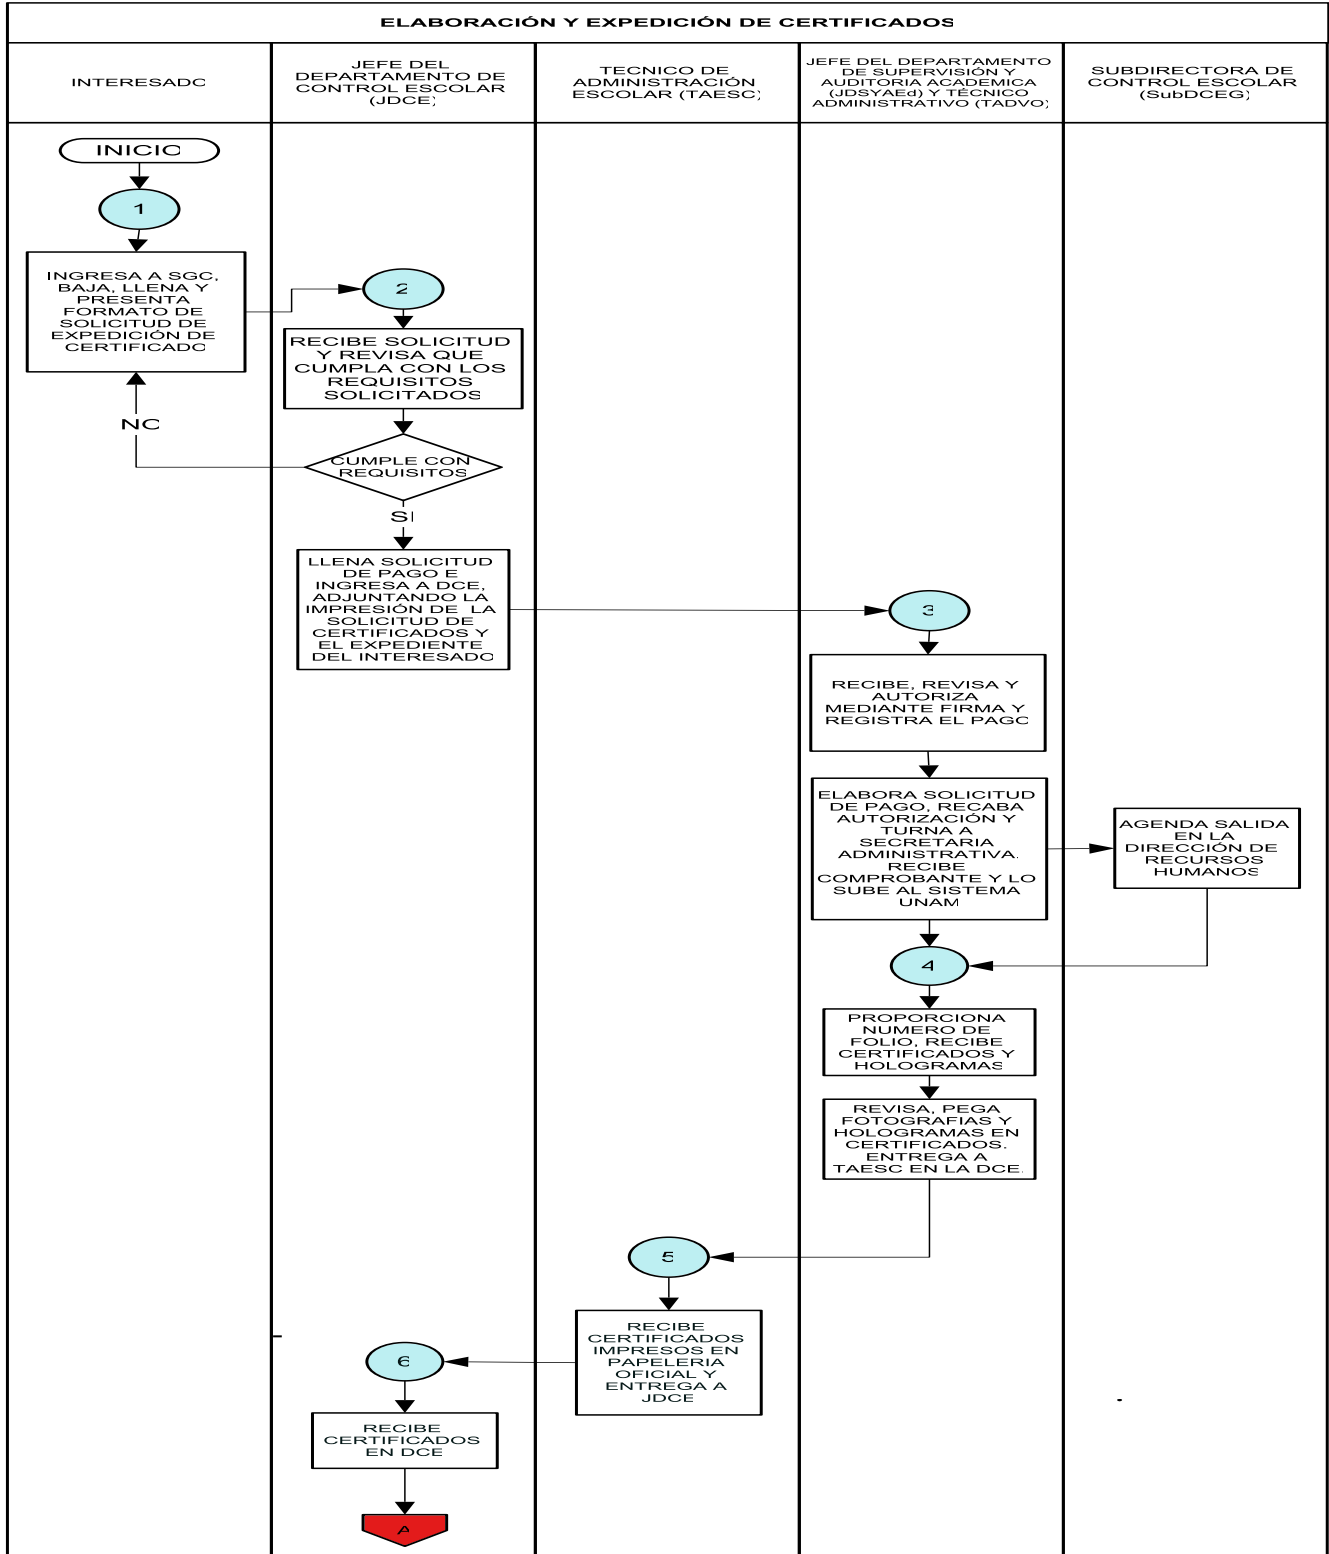 ELABORACIÓN Y EXPEDICIÓN DE CERTIFICADOS
INTERESADO
JEFE DEL
DEPARTAMENTO DE
CONTROL ESCOLAR
(JDCE)
TECNICO DE
ADMINISTRACIÓN
ESCOLAR (TAESC)
JEFE DEL DEPARTAMENTO
DE SUPERVISIÓN Y
AUDITORIA ACADEMICA
(JDSYAEd) Y TÉCNICO
ADMINISTRATIVO (TADVO)
SUBDIRECTORA DE
CONTROL ESCOLAR
(SubDCEG)
INICIO
1
INGRESA A SGC,
BAJA, LLENA Y
PRESENTA
FORMATO DE
SOLICITUD DE
EXPEDICIÓN DE
CERTIFICADO
2
RECIBE SOLICITUD
Y REVISA QUE
CUMPLA CON LOS
REQUISITOS
SOLICITADOS
NO
CUMPLE CON
REQUISITOS
SI
LLENA SOLICITUD
DE PAGO E
INGRESA A DCE,
ADJUNTANDO LA
IMPRESIÓN DE LA
SOLICITUD DE
CERTIFICADOS Y
EL EXPEDIENTE
DEL INTERESADO
3
RECIBE, REVISA Y
AUTORIZA
MEDIANTE FIRMA Y
REGISTRA EL PAGO
ELABORA SOLICITUD
DE PAGO, RECABA
AUTORIZACIÓN Y
TURNA A
SECRETARIA
ADMINISTRATIVA.
RECIBE
COMPROBANTE Y LO
SUBE AL SISTEMA
UNAM
AGENDA SALIDA
EN LA
DIRECCIÓN DE
RECURSOS
HUMANOS
4
PROPORCIONA
NUMERO DE
FOLIO, RECIBE
CERTIFICADOS Y
HOLOGRAMAS
REVISA, PEGA
FOTOGRAFIAS Y
HOLOGRAMAS EN
CERTIFICADOS.
ENTREGA A
TAESC EN LA DCE.
5
RECIBE
CERTIFICADOS
IMPRESOS EN
PAPELERIA
OFICIAL Y
ENTREGA A
JDCE
6
RECIBE
CERTIFICADOS
EN DCE
A